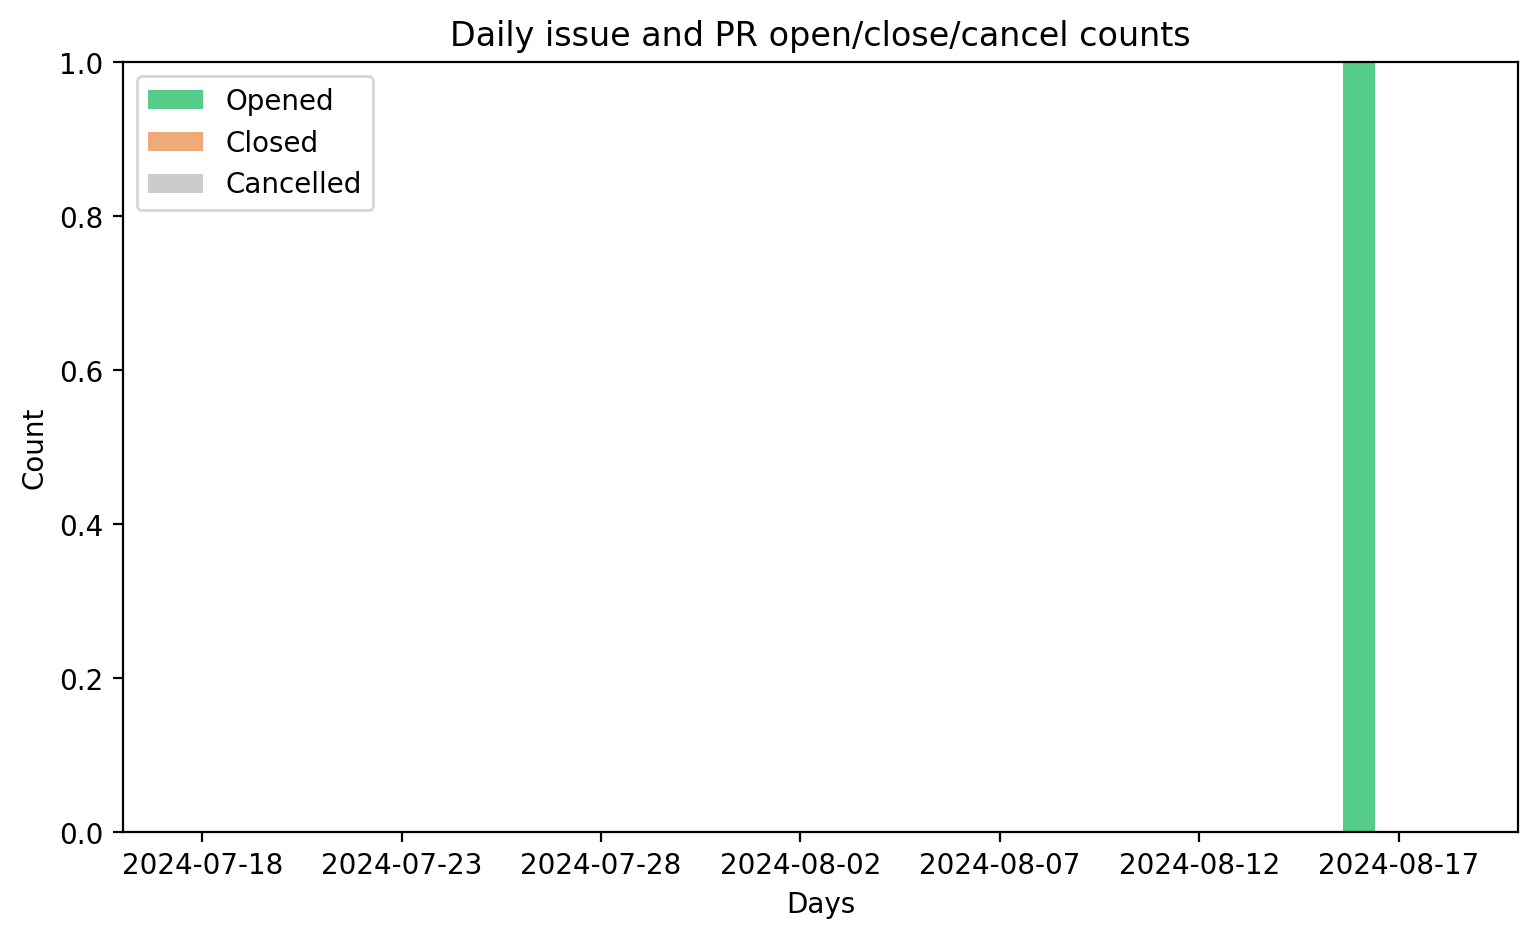 Daily issue and PR open/close/cancel counts
1.0
0.8
0.6
0.4
0.2
0.0
Count
Opened
Closed
Cancelled
2024-07-18 2024-07-23 2024-07-28 2024-08-02 2024-08-07 2024-08-12 2024-08-17
Days